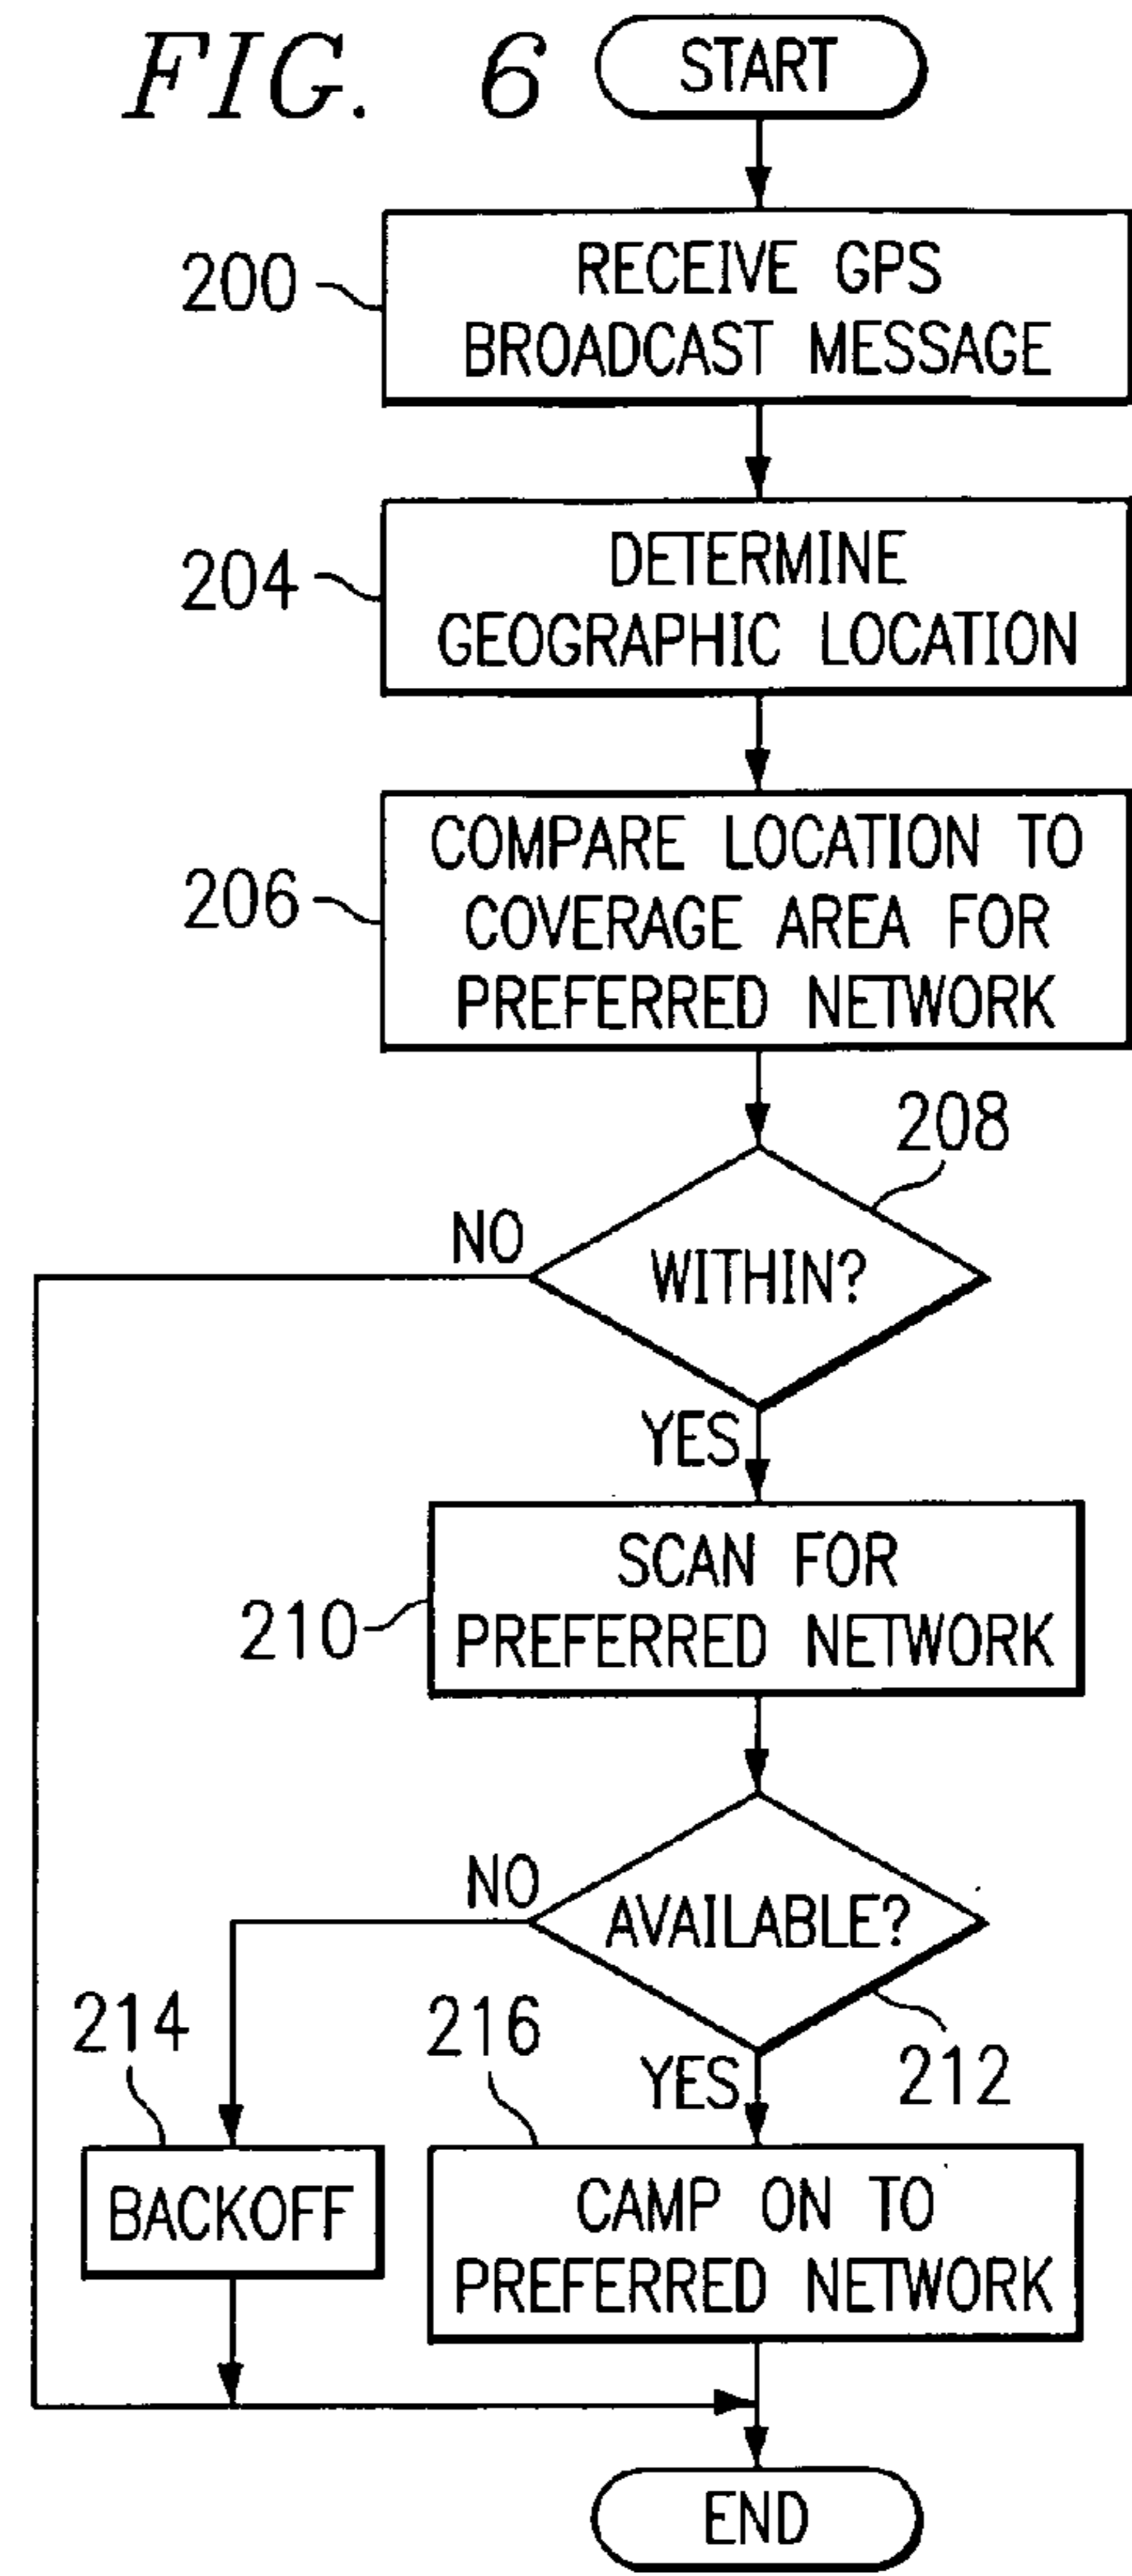 FIG. 6
START
200
RECEIVE GPS
BROADCAST MESSAGE
204
DETERMINE
GEOGRAPHIC LOCATION
206
COMPARE LOCATION TO
COVERAGE AREA FOR
PREFERRED NETWORK
208
NO
WITHIN?
YES
210
SCAN FOR
PREFERRED NETWORK
NO
AVAILABLE?
212
214
216
YES
BACKOFF
CAMP ON TO
PREFERRED NETWORK
END